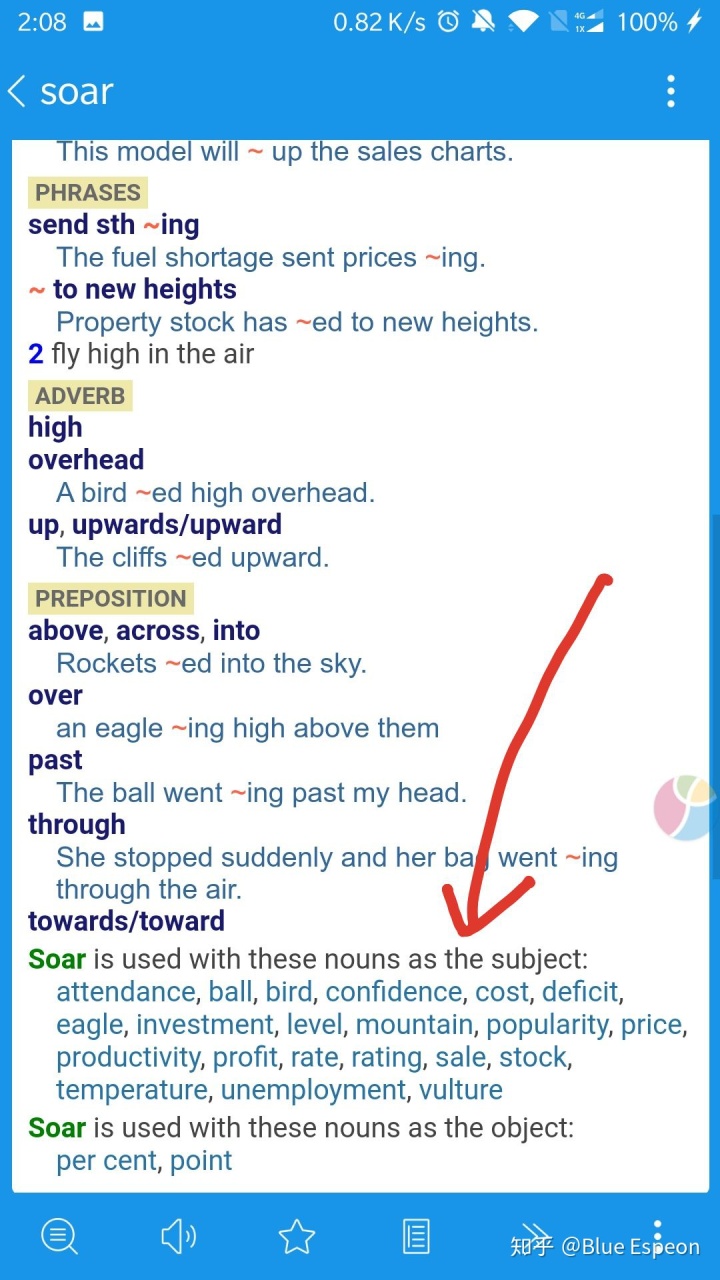 2:08 0.82 K/s 4G 1X 100%
soar
This model will ~ up the sales charts.
PHRASES
send sth ~ing
The fuel shortage sent prices ~ing.
~ to new heights
Property stock has ~ed to new heights.
2 fly high in the air
ADVERB
high
overhead
A bird ~ed high overhead.
up, upwards/upward
The cliffs ~ed upward.
PREPOSITION
above, across, into
Rockets ~ed into the sky.
over
an eagle ~ing high above them
past
The ball went ~ing past my head.
through
She stopped suddenly and her bag went ~ing
through the air.
towards/toward
Soar is used with these nouns as the subject:
attendance, ball, bird, confidence, cost, deficit,
eagle, investment, level, mountain, popularity, price,
productivity, profit, rate, rating, sale, stock,
temperature, unemployment, vulture
Soar is used with these nouns as the object:
per cent, point
知乎 @Blue Espeon